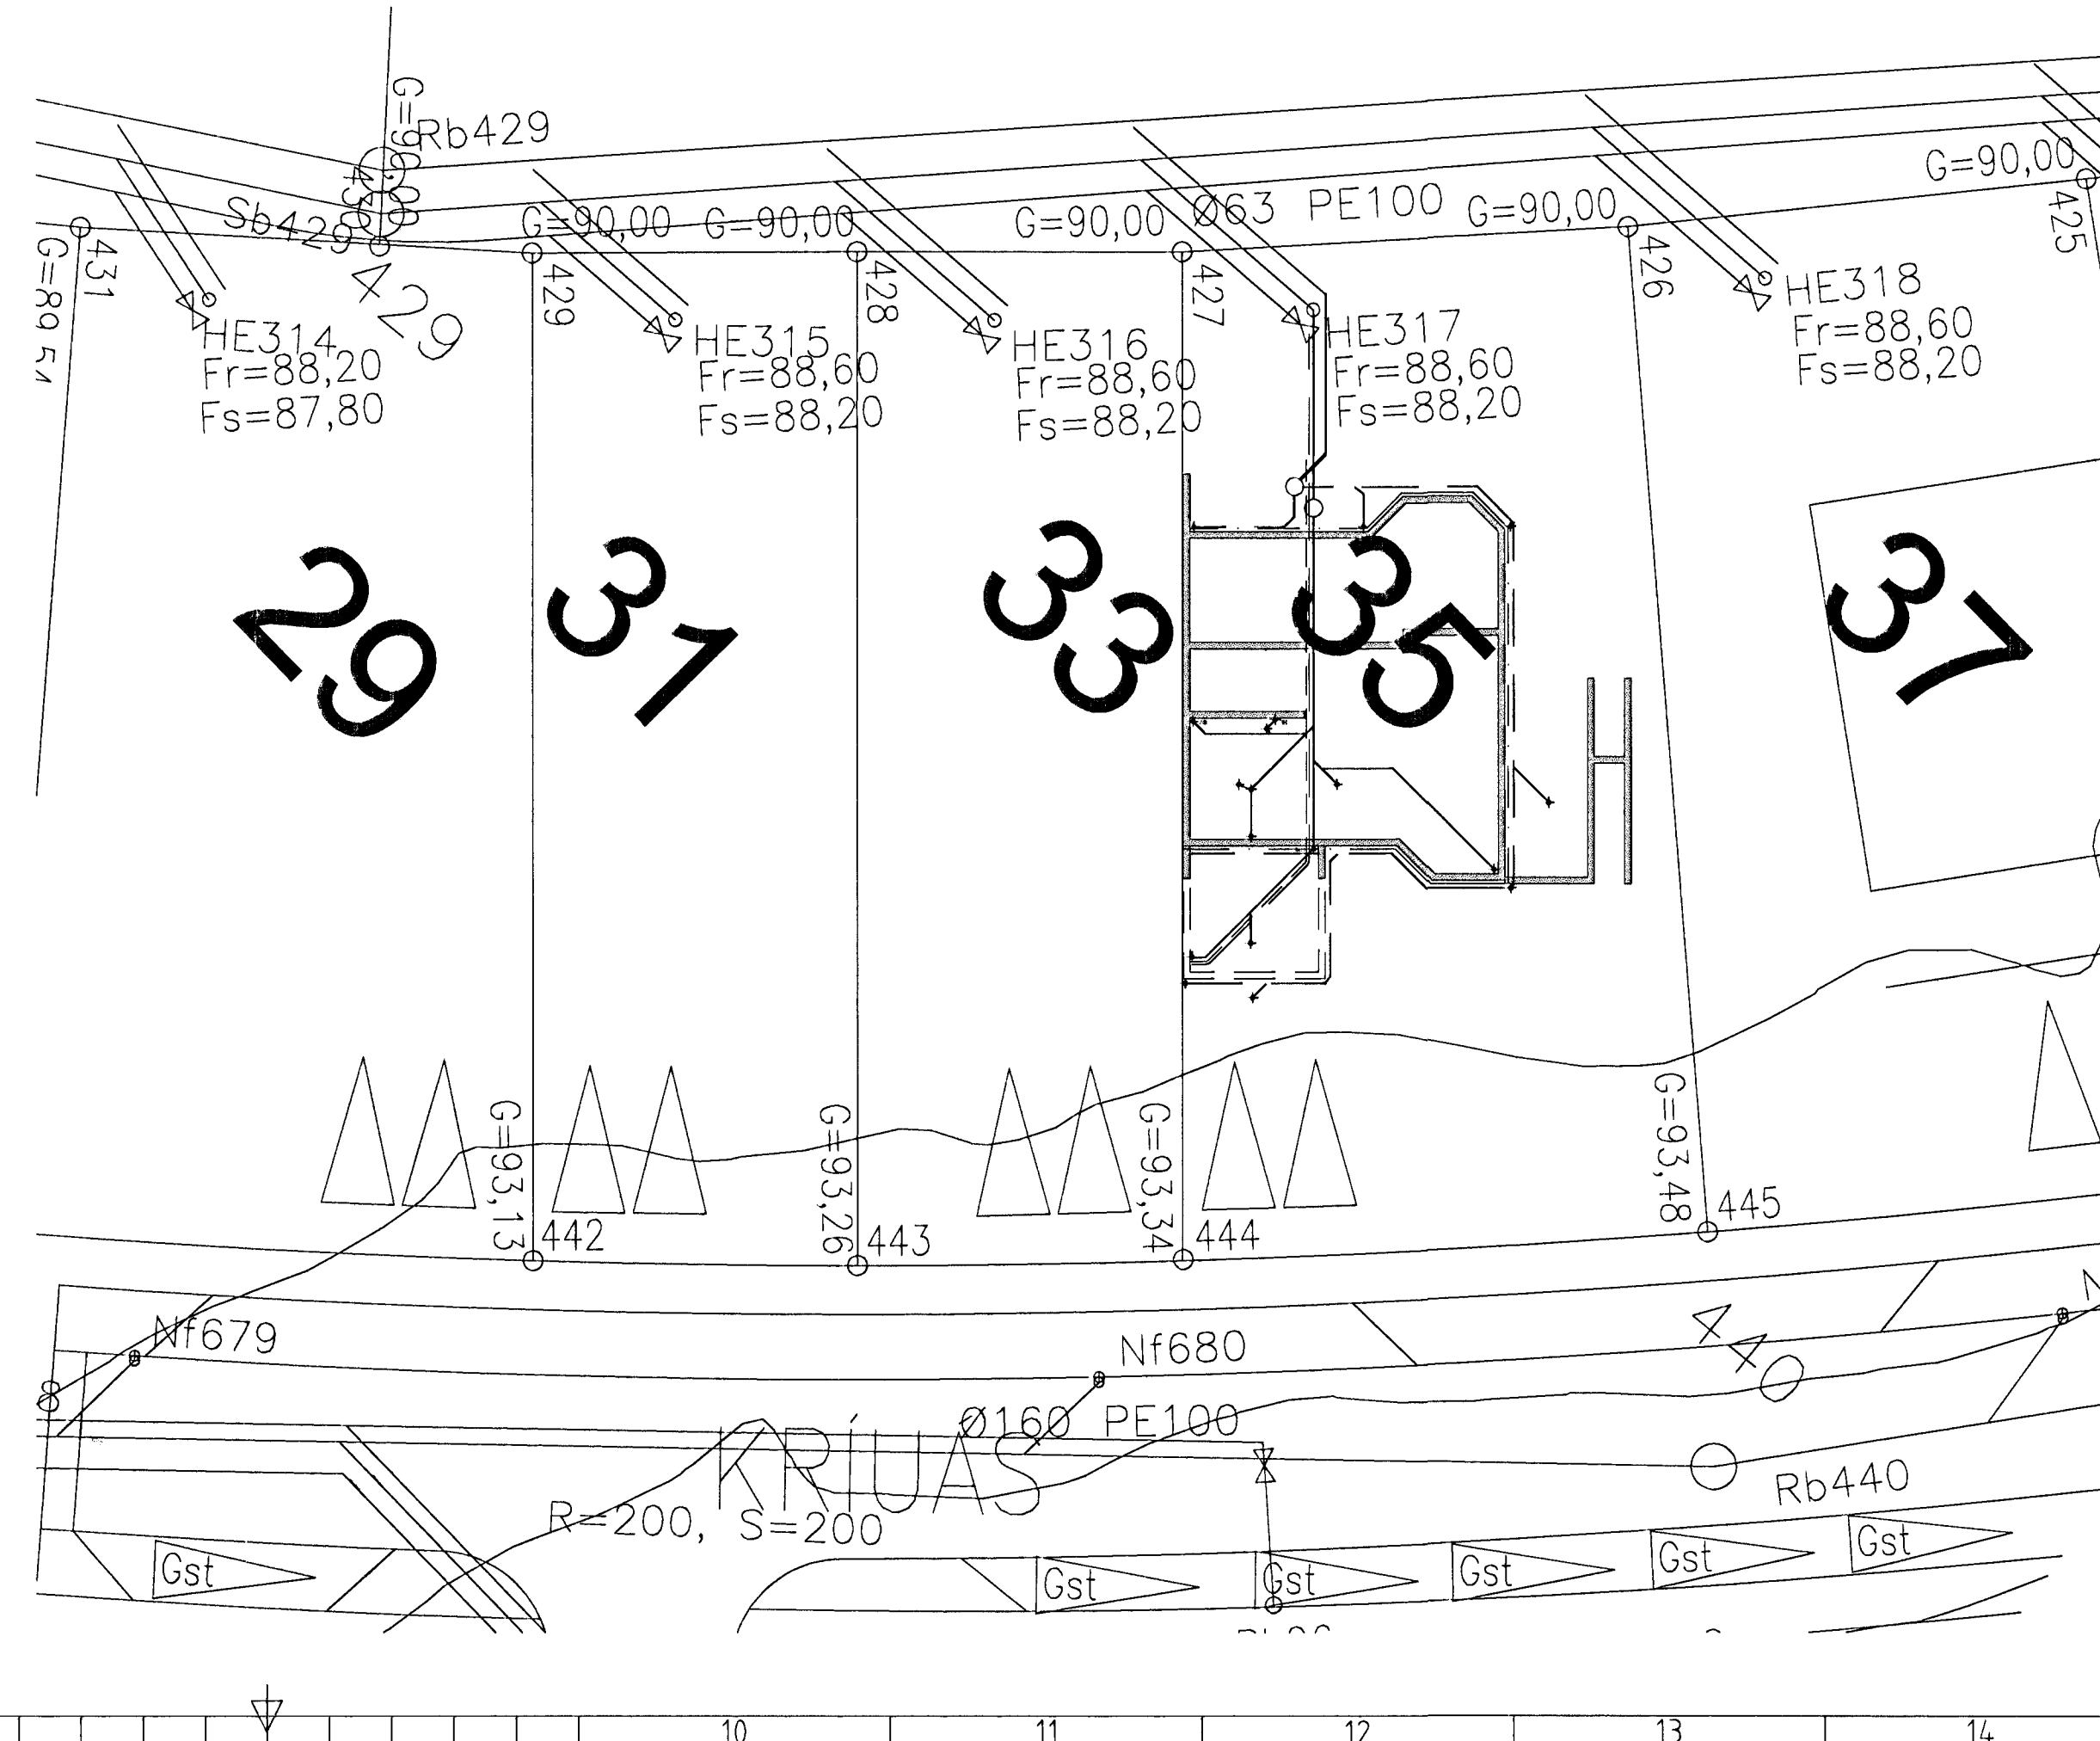 G=90,00
Rb429
430
Sb429
429
G=90,00
G=90,00
G=90,00
Ø63 PE100
G=90,00
G=90,00
431
429
428
427
426
425
HE314
Fr=88,20
Fs=87,80
HE315
Fr=88,60
Fs=88,20
HE316
Fr=88,60
Fs=88,20
HE317
Fr=88,60
Fs=88,20
HE318
Fr=88,60
Fs=88,20
29
31
33
35
37
G=93,13
G=93,26
G=93,34
G=93,48
442
443
444
445
Nf679
Nf680
440
8
Ø160 PE100
KRÍUÁS
R=200, S=200
Rb440
Gst
Gst
Gst
Gst
Gst
Gst
10
11
12
13
14